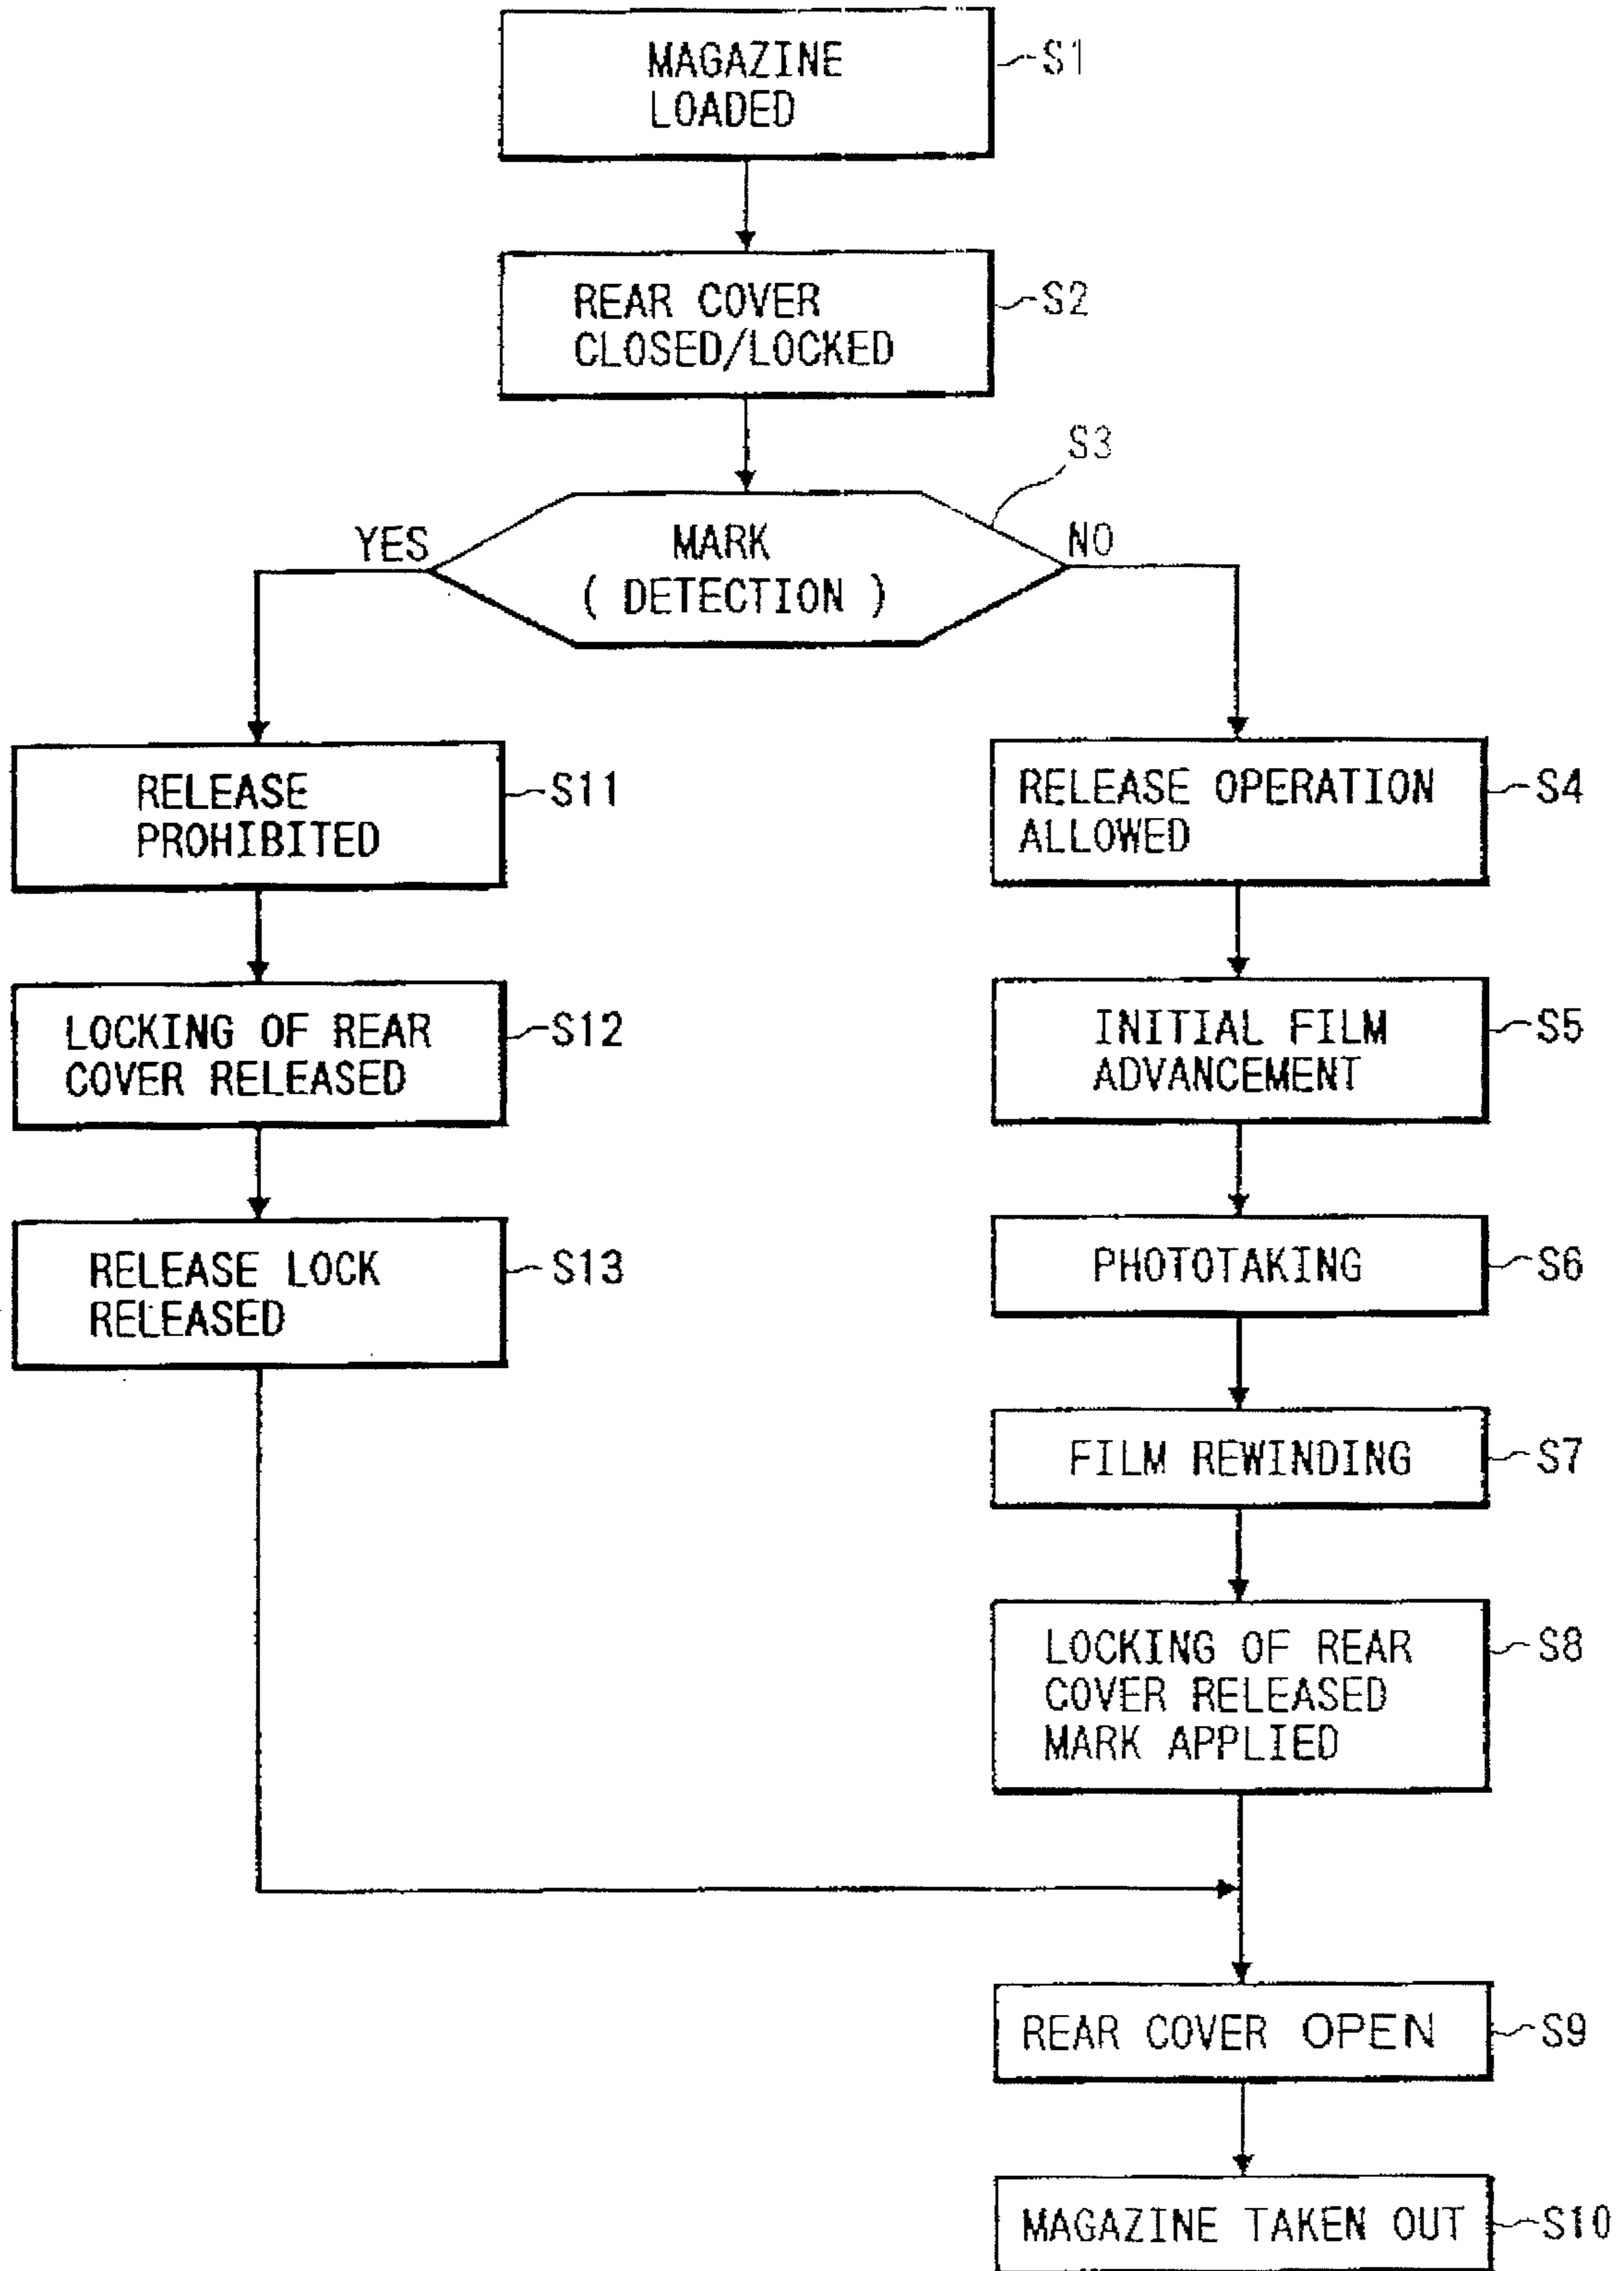 MAGAZINE
LOADED
S1
REAR COVER
CLOSED/LOCKED
S2
S3
YES
MARK
( DETECTION )
NO
RELEASE
PROHIBITED
S11
RELEASE OPERATION
ALLOWED
S4
LOCKING OF REAR
COVER RELEASED
S12
INITIAL FILM
ADVANCEMENT
S5
RELEASE LOCK
RELEASED
S13
PHOTOTAKING
S6
FILM REWINDING
S7
LOCKING OF REAR
COVER RELEASED
MARK APPLIED
S8
REAR COVER OPEN
S9
MAGAZINE TAKEN OUT
S10